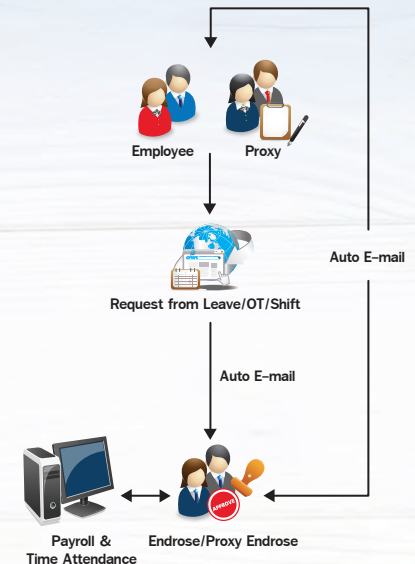 Employee
Proxy
Auto E-mail
Request from Leave/OT/Shift
Auto E-mail
APPROVE
Payroll &
Time Attendance
Endrose/Proxy Endrose